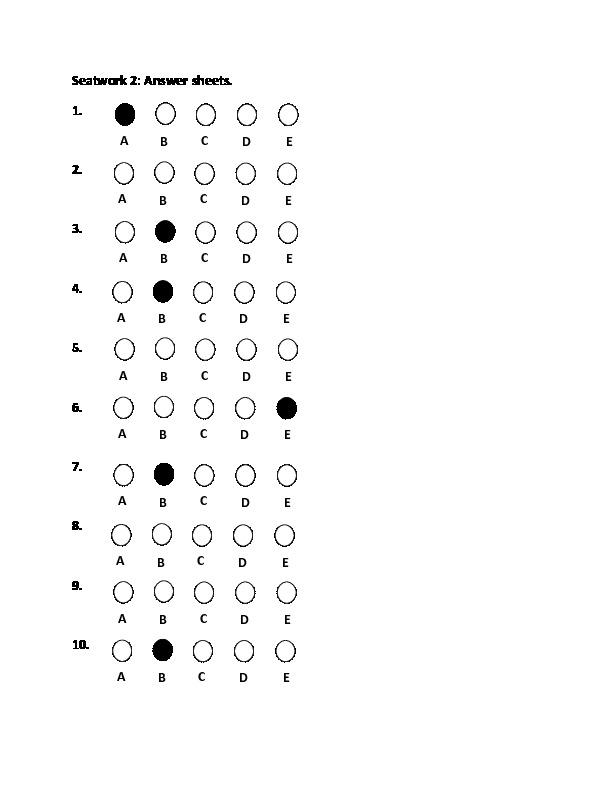 Seatwork 2: Answer sheets.
1.
A B C D E
2.
A B C D E
3.
A B C D E
4.
A B C D E
5.
A B C D E
6.
A B C D E
7.
A B C D E
8.
A B C D E
9.
A B C D E
10.
A B C D E